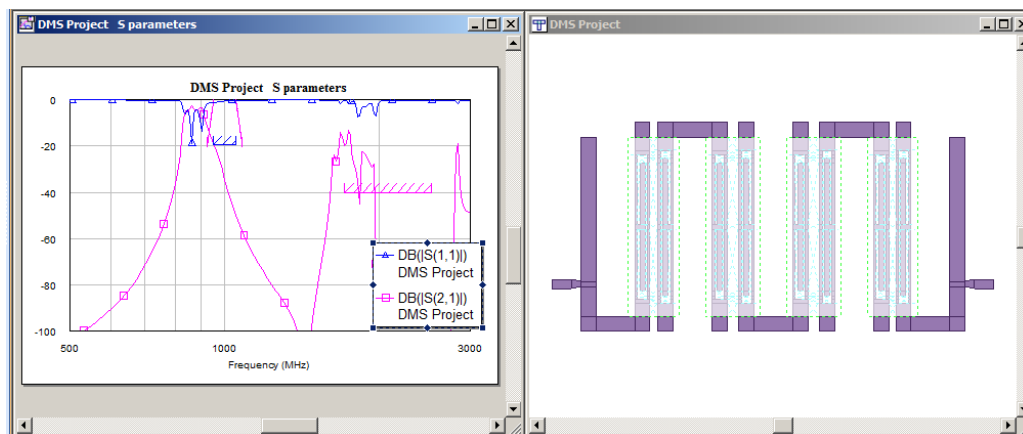 DMS Project S parameters
DMS Project S parameters
0
-20
-40
-60
-80
-100
500
1000
3000
Frequency (MHz)
DB(|S(1,1)|)
DMS Project
DB(|S(2,1)|)
DMS Project
DMS Project